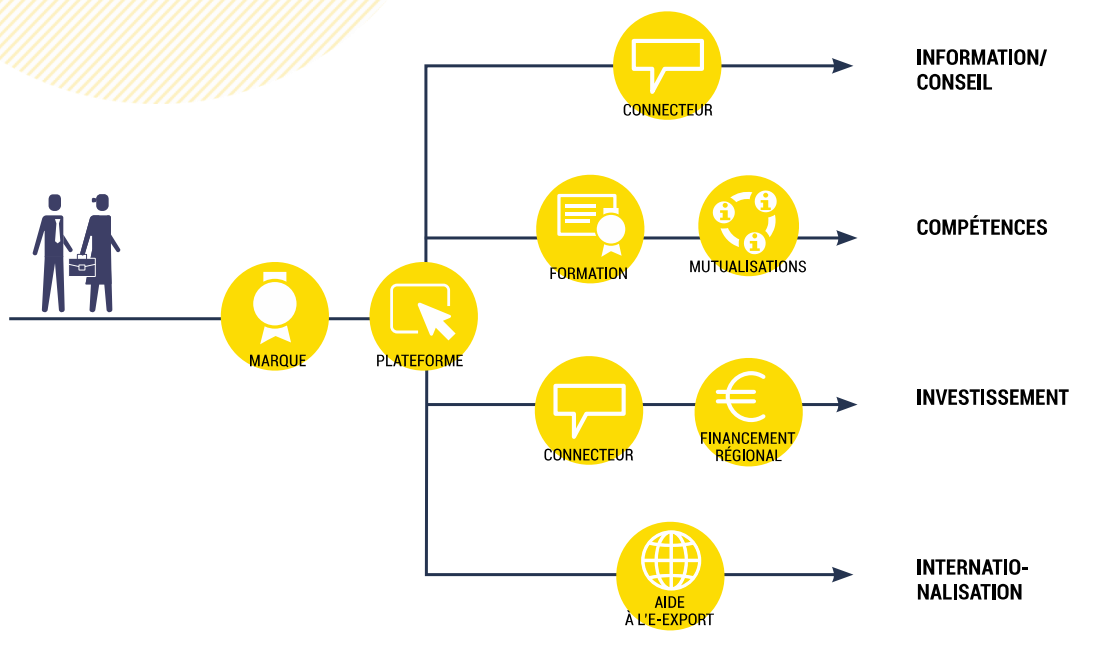 INFORMATION/
CONSEIL
CONNECTEUR
COMPÉTENCES
FORMATION
MUTUALISATIONS
MARQUE
PLATEFORME
INVESTISSEMENT
CONNECTEUR
FINANCEMENT
RÉGIONAL
INTERNATIO-
NALISATION
AIDE
À L'E-EXPORT